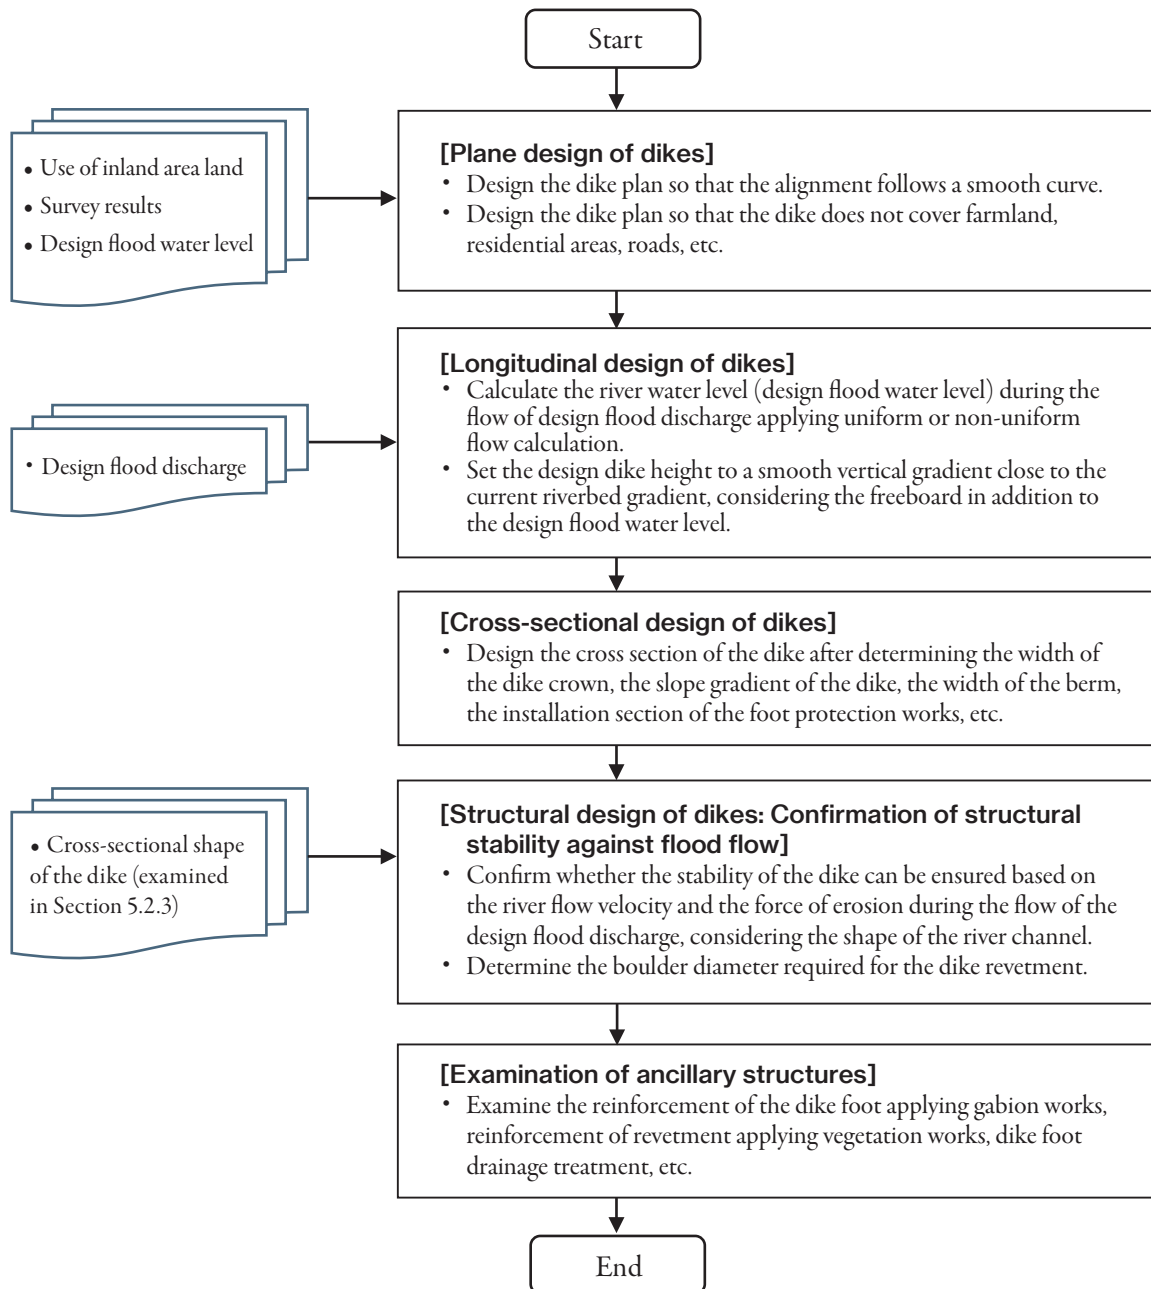 Start
• Use of inland area land
• Survey results
• Design flood water level
[Plane design of dikes]
• Design the dike plan so that the alignment follows a smooth curve.
• Design the dike plan so that the dike does not cover farmland,
residential areas, roads, etc.
• Design flood discharge
[Longitudinal design of dikes]
• Calculate the river water level (design flood water level) during the
flow of design flood discharge applying uniform or non-uniform
flow calculation.
• Set the design dike height to a smooth vertical gradient close to the
current riverbed gradient, considering the freeboard in addition to
the design flood water level.
[Cross-sectional design of dikes]
• Design the cross section of the dike after determining the width of
the dike crown, the slope gradient of the dike, the width of the berm,
the installation section of the foot protection works, etc.
• Cross-sectional shape
of the dike (examined
in Section 5.2.3)
[Structural design of dikes: Confirmation of structural
stability against flood flow]
• Confirm whether the stability of the dike can be ensured based on
the river flow velocity and the force of erosion during the flow of the
design flood discharge, considering the shape of the river channel.
• Determine the boulder diameter required for the dike revetment.
[Examination of ancillary structures]
• Examine the reinforcement of the dike foot applying gabion works,
reinforcement of revetment applying vegetation works, dike foot
drainage treatment, etc.
End